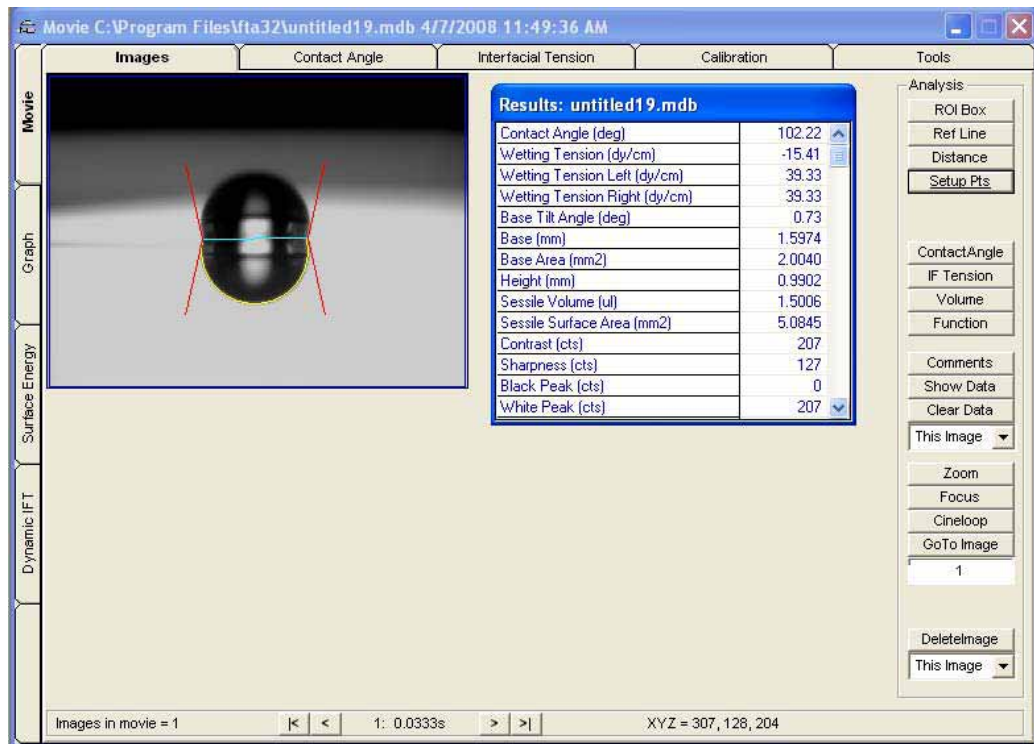 Movie C:\Program Files\fta32\untitled19.mdb 4/7/2008 11:49:36 AM
Images Contact Angle Interfacial Tension Calibration Tools
Movie
Graph
Surface Energy
Dynamic IFT
Results: untitled19.mdb
Contact Angle (deg) 102.22
Wetting Tension (dy/cm) -15.41
Wetting Tension Left (dy/cm) 39.33
Wetting Tension Right (dy/cm) 39.33
Base Tilt Angle (deg) 0.73
Base (mm) 1.5974
Base Area (mm2) 2.0040
Height (mm) 0.9902
Sessile Volume (ul) 1.5006
Sessile Surface Area (mm2) 5.0845
Contrast (cts) 207
Sharpness (cts) 127
Black Peak (cts) 0
White Peak (cts) 207
Analysis
ROI Box
Ref Line
Distance
Setup Pts
ContactAngle
IF Tension
Volume
Function
Comments
Show Data
Clear Data
This Image
Zoom
Focus
Cineloop
GoTo Image
1
DeleteImage
This Image
Images in movie = 1 |< < 1: 0.0333s > >| XYZ = 307, 128, 204